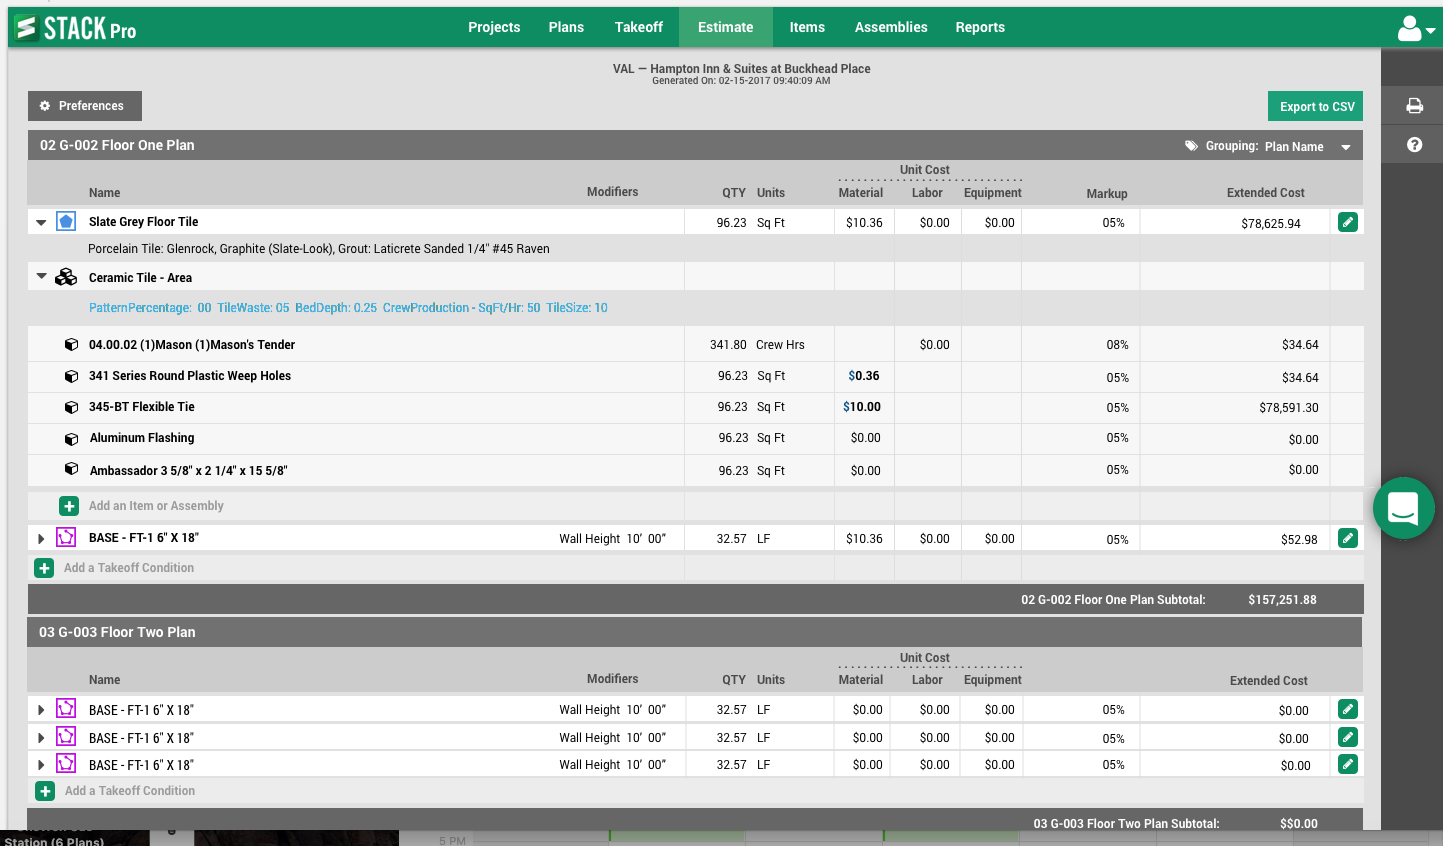 STACK Pro
Projects Plans Takeoff Estimate Items Assemblies Reports
VAL — Hampton Inn & Suites at Buckhead Place
Generated On: 02-15-2017 09:40:09 AM
Preferences
Export to CSV
02 G-002 Floor One Plan
Grouping: Plan Name
Unit Cost
Name Modifiers QTY Units Material Labor Equipment Markup Extended Cost
Slate Grey Floor Tile 96.23 Sq Ft $10.36 $0.00 $0.00 05% $78,625.94
Porcelain Tile: Glenrock, Graphite (Slate-Look), Grout: Laticrete Sanded 1/4" #45 Raven
Ceramic Tile - Area
PatternPercentage: 00 TileWaste: 05 BedDepth: 0.25 CrewProduction - SqFt/Hr: 50 TileSize: 10
04.00.02 (1)Mason (1)Mason's Tender 341.80 Crew Hrs $0.00 08% $34.64
341 Series Round Plastic Weep Holes 96.23 Sq Ft $0.36 05% $34.64
345-BT Flexible Tie 96.23 Sq Ft $10.00 05% $78,591.30
Aluminum Flashing 96.23 Sq Ft $0.00 05% $0.00
Ambassador 3 5/8" x 2 1/4" x 15 5/8" 96.23 Sq Ft $0.00 05% $0.00
Add an Item or Assembly
BASE - FT-1 6" X 18" Wall Height 10' 00” 32.57 LF $10.36 $0.00 $0.00 05% $52.98
Add a Takeoff Condition
02 G-002 Floor One Plan Subtotal: $157,251.88
03 G-003 Floor Two Plan
Unit Cost
Name Modifiers QTY Units Material Labor Equipment Extended Cost
BASE - FT-1 6" X 18" Wall Height 10' 00” 32.57 LF $0.00 $0.00 $0.00 05% $0.00
BASE - FT-1 6" X 18" Wall Height 10' 00” 32.57 LF $0.00 $0.00 $0.00 05% $0.00
BASE - FT-1 6" X 18" Wall Height 10' 00” 32.57 LF $0.00 $0.00 $0.00 05% $0.00
Add a Takeoff Condition
03 G-003 Floor Two Plan Subtotal: $$0.00
Station (6 Plans)
5 PM